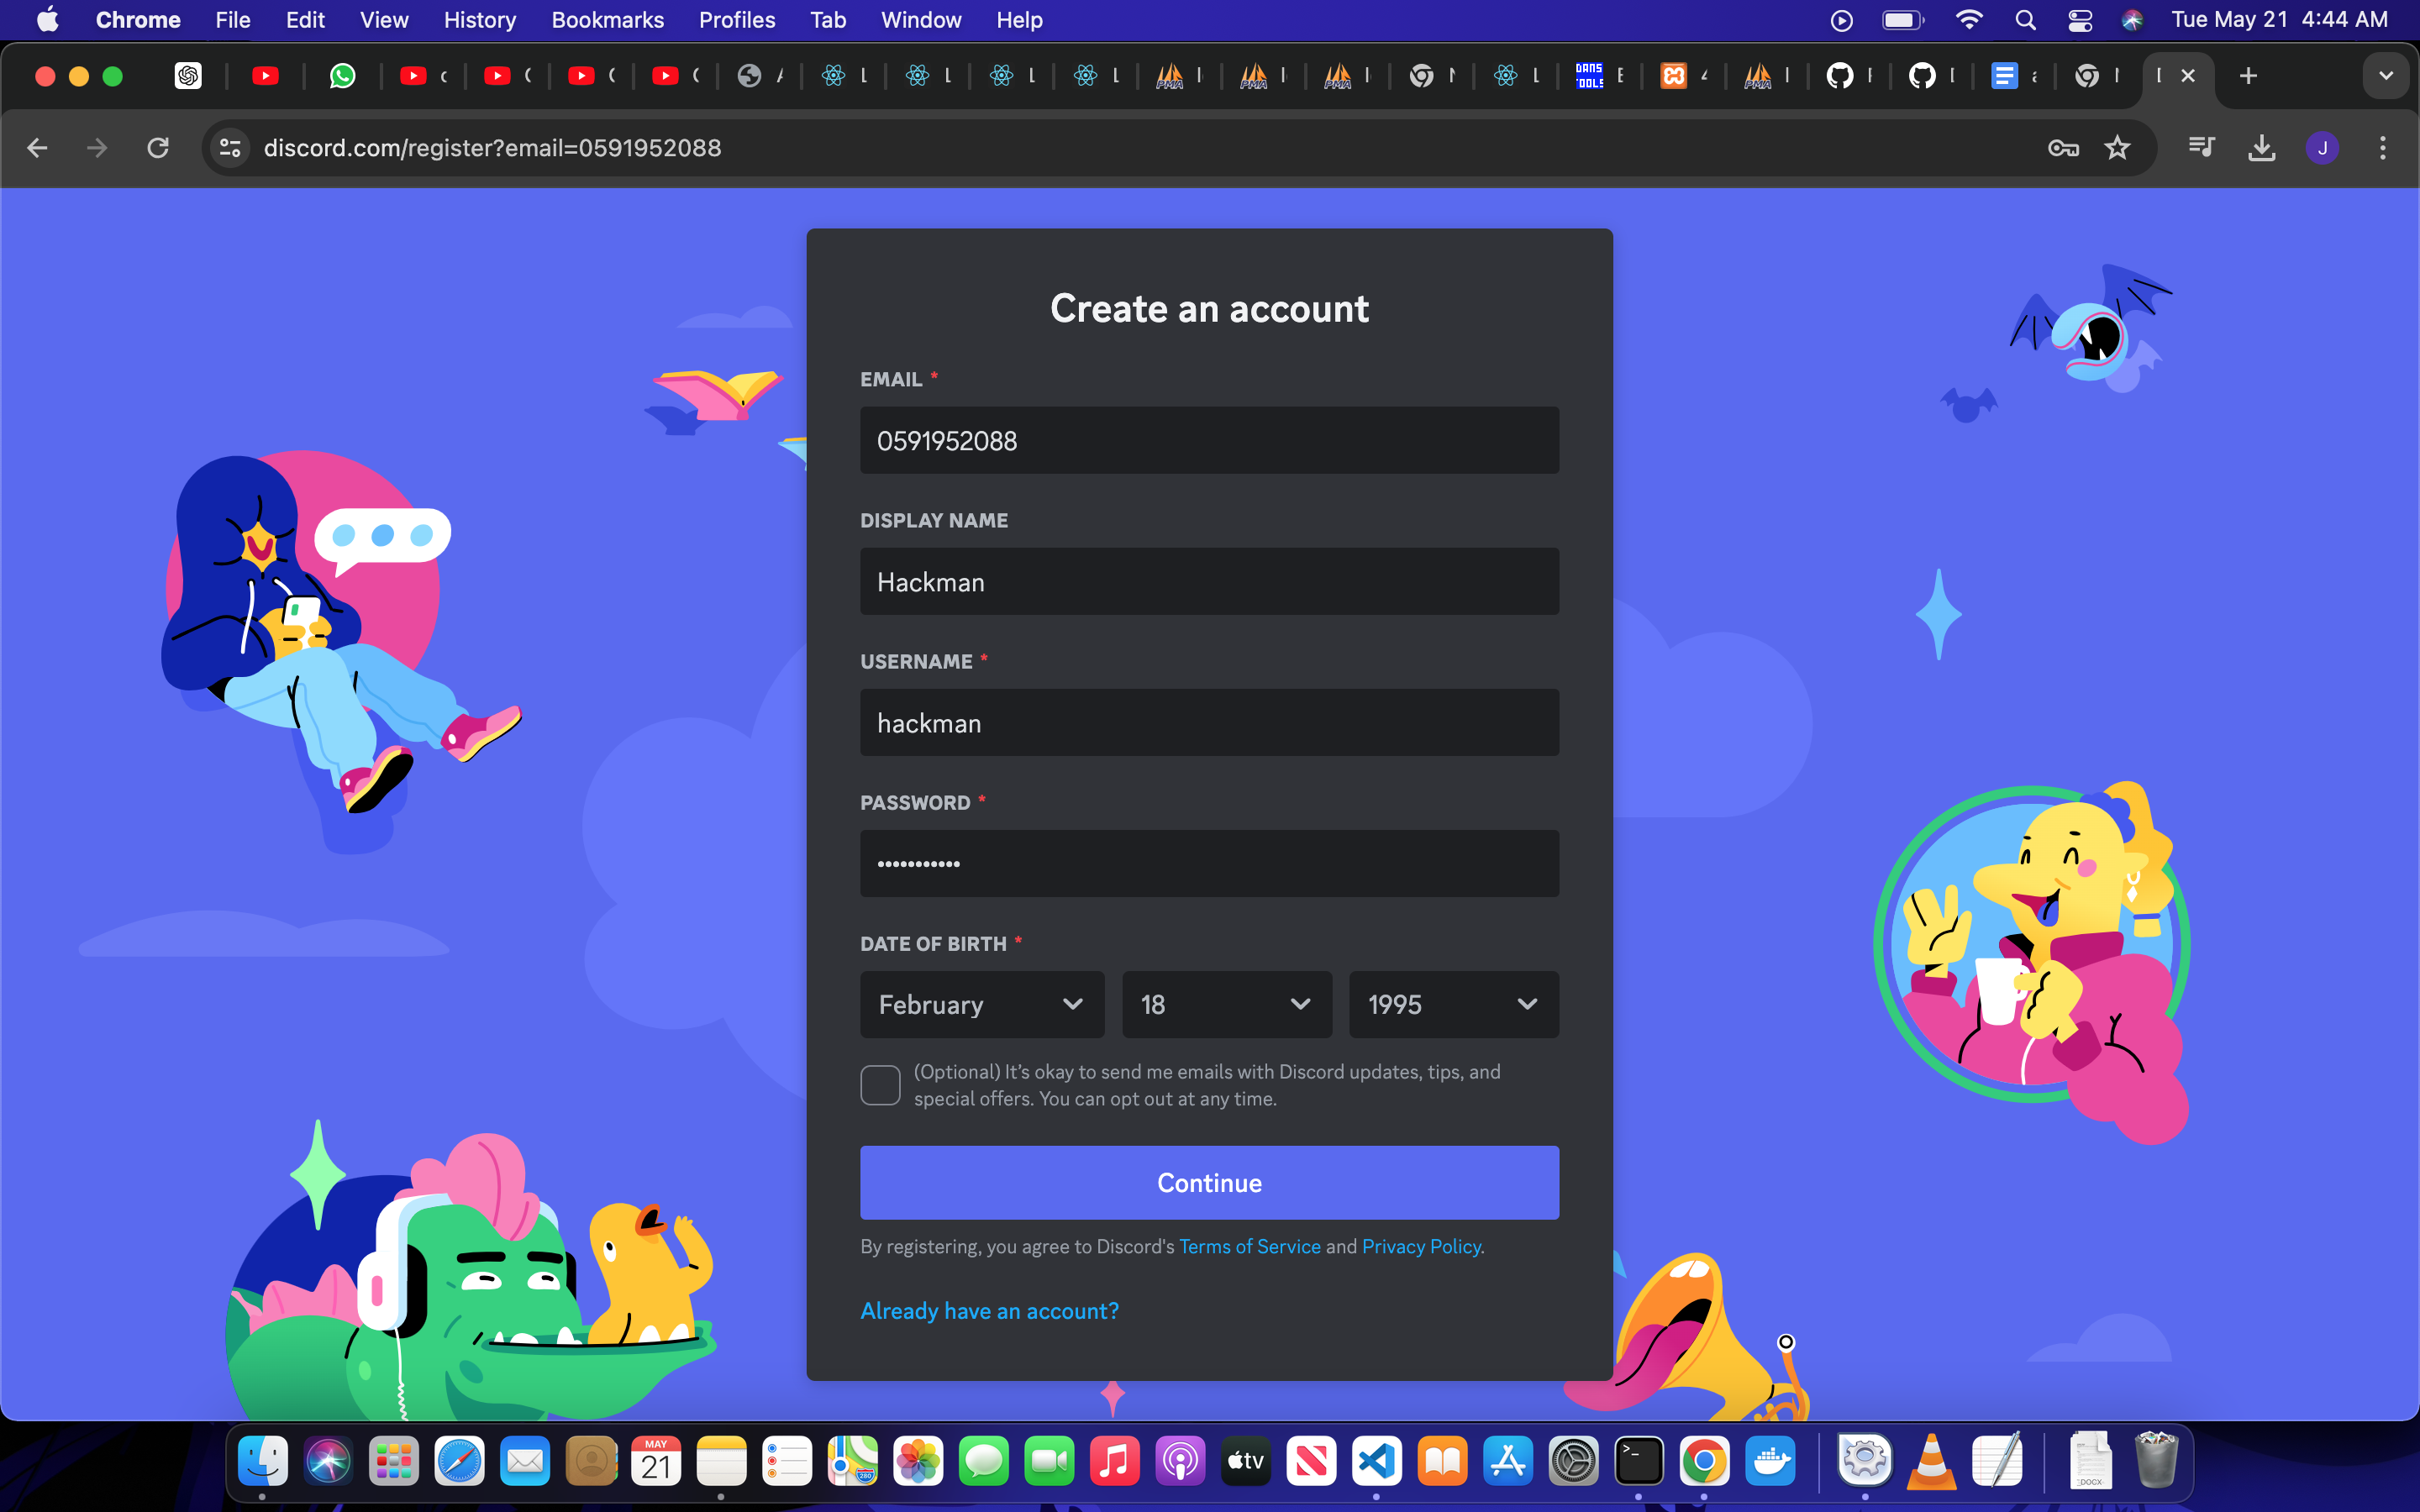 Chrome File Edit View History Bookmarks Profiles Tab Window Help Tue May 21 4:44 AM
discord.com/register?email=0591952088
J
Create an account
EMAIL *
0591952088
DISPLAY NAME
Hackman
USERNAME *
hackman
PASSWORD *
•••••••••••
DATE OF BIRTH *
February 18 1995
(Optional) It's okay to send me emails with Discord updates, tips, and
special offers. You can opt out at any time.
Continue
By registering, you agree to Discord's Terms of Service and Privacy Policy.
Already have an account?
MAY
21
280
tv
DOCX